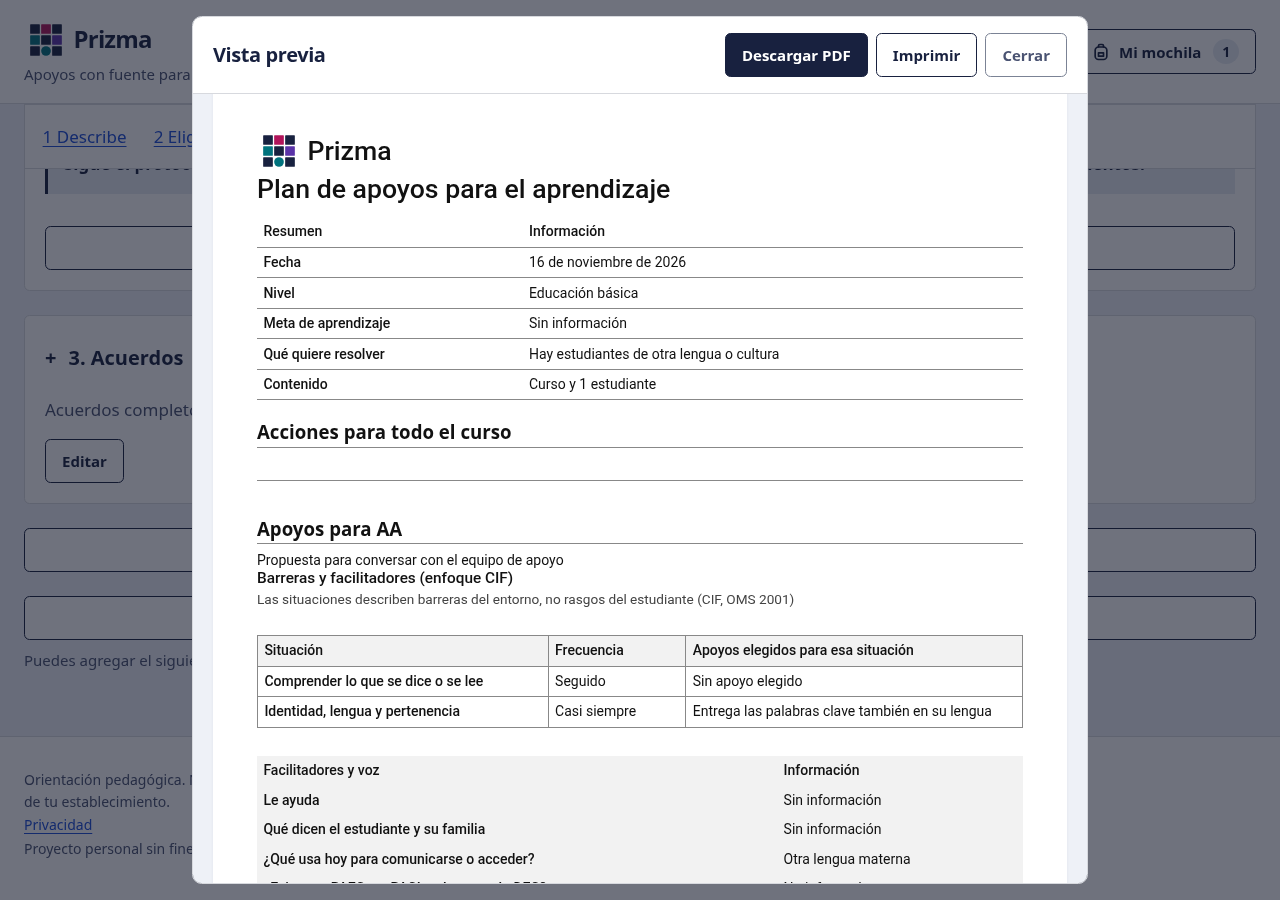 Prizma
Apoyos con fuente para
Mi mochila 1
Vista previa
Descargar PDF
Imprimir
Cerrar
1 Describe
2 Elig
Prizma
Plan de apoyos para el aprendizaje
Resumen Información
Fecha 16 de noviembre de 2026
Nivel Educación básica
Meta de aprendizaje Sin información
Qué quiere resolver Hay estudiantes de otra lengua o cultura
Contenido Curso y 1 estudiante
+ 3. Acuerdos
Acuerdos complet
Editar
Acciones para todo el curso
Apoyos para AA
Propuesta para conversar con el equipo de apoyo
Barreras y facilitadores (enfoque CIF)
Las situaciones describen barreras del entorno, no rasgos del estudiante (CIF, OMS 2001)
Situación Frecuencia Apoyos elegidos para esa situación
Comprender lo que se dice o se lee Seguido Sin apoyo elegido
Identidad, lengua y pertenencia Casi siempre Entrega las palabras clave también en su lengua
Puedes agregar el siguie
Facilitadores y voz Información
Le ayuda Sin información
Qué dicen el estudiante y su familia Sin información
¿Qué usa hoy para comunicarse o acceder? Otra lengua materna
Orientación pedagógica.
de tu establecimiento.
Privacidad
Proyecto personal sin fine